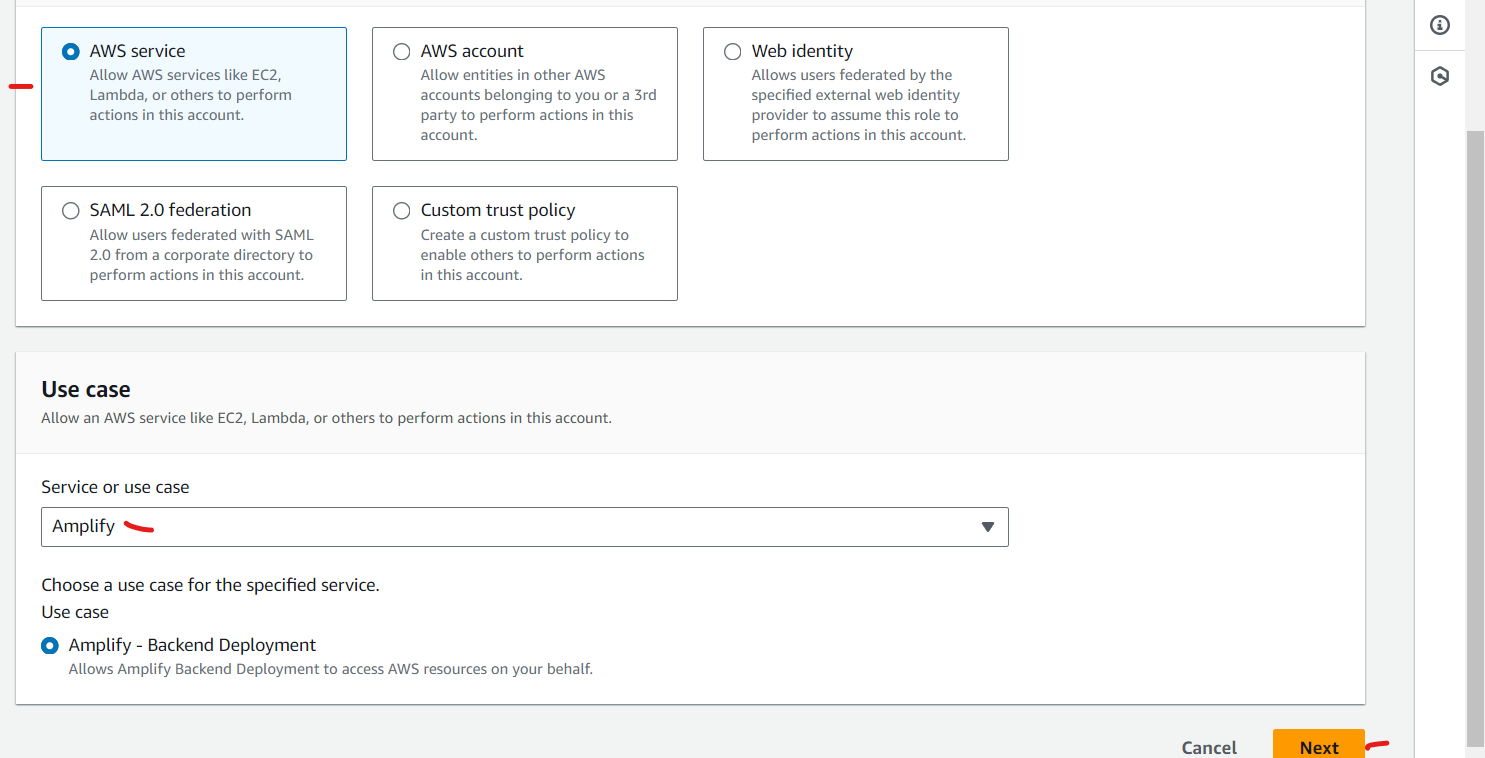 AWS service
Allow AWS services like EC2,
Lambda, or others to perform
actions in this account.
AWS account
Allow entities in other AWS
accounts belonging to you or a 3rd
party to perform actions in this
account.
Web identity
Allows users federated by the
specified external web identity
provider to assume this role to
perform actions in this account.
SAML 2.0 federation
Allow users federated with SAML
2.0 from a corporate directory to
perform actions in this account.
Custom trust policy
Create a custom trust policy to
enable others to perform actions
in this account.
Use case
Allow an AWS service like EC2, Lambda, or others to perform actions in this account.
Service or use case
Amplify
Choose a use case for the specified service.
Use case
Amplify - Backend Deployment
Allows Amplify Backend Deployment to access AWS resources on your behalf.
Cancel
Next